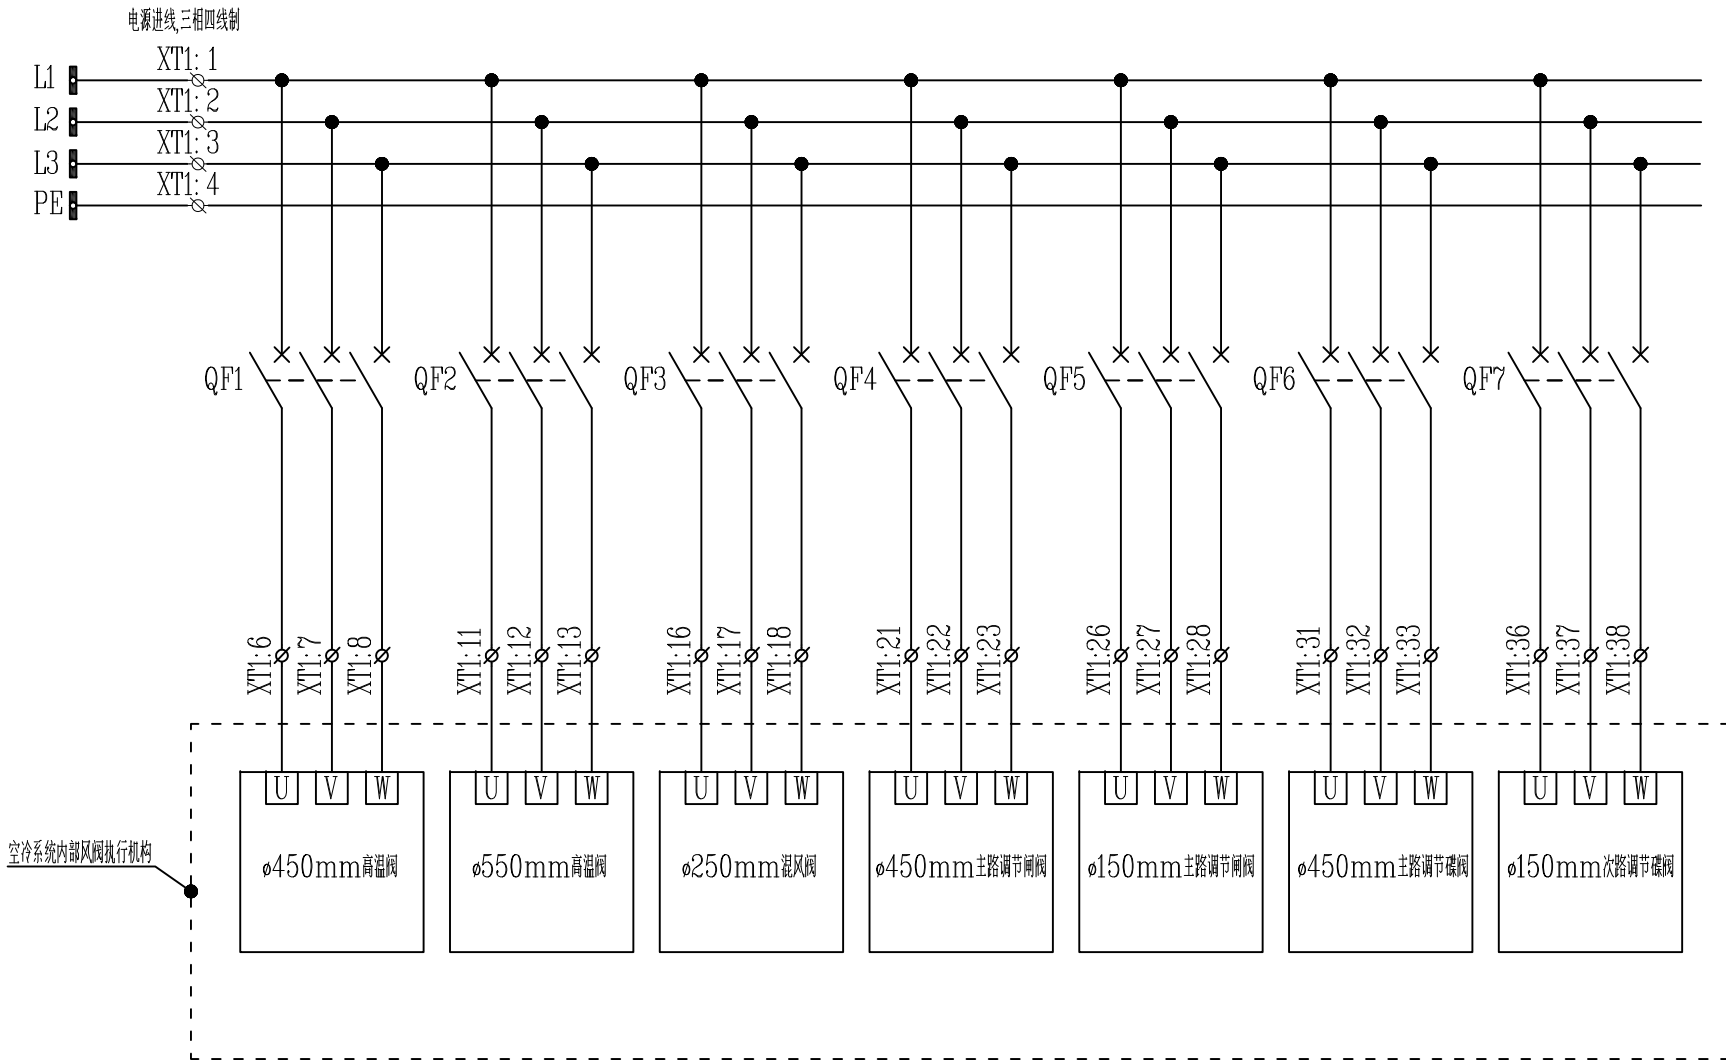 电源进线,三相四线制
XT1: 1
L1
XT1: 2
L2
XT1: 3
L3
XT1: 4
PE
QF1
QF2
QF3
QF4
QF5
QF6
QF7
XT1:6
XT1:7
XT1:8
XT1:11
XT1:12
XT1:13
XT1:16
XT1:17
XT1:18
XT1:21
XT1:22
XT1:23
XT1:26
XT1:27
XT1:28
XT1:31
XT1:32
XT1:33
XT1:36
XT1:37
XT1:38
U V W
U V W
U V W
U V W
U V W
U V W
U V W
空冷系统内部风阀执行机构
ø450mm高温阀
ø550mm高温阀
ø250mm混风阀
ø450mm主路调节闸阀
ø150mm主路调节闸阀
ø450mm主路调节碟阀
ø150mm次路调节碟阀